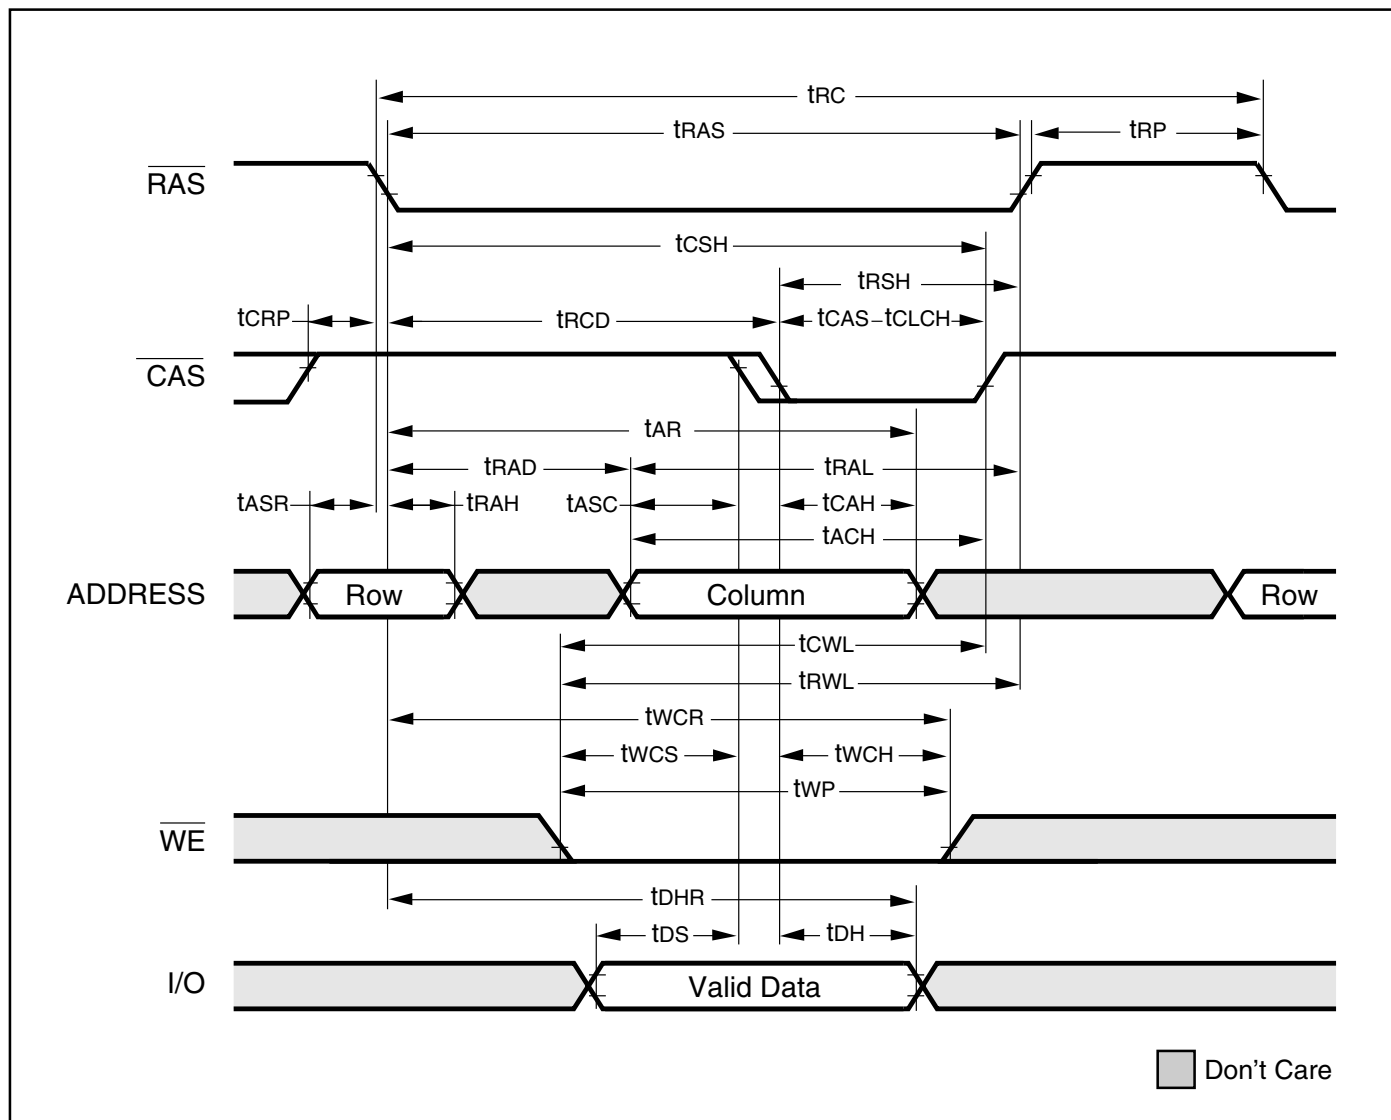 tRC
tRAS
tRP
RAS
tCSH
tRSH
tCRP
tRCD
tCAS
tCLCH
CAS
tAR
tRAD
tRAL
tASR
tRAH
tASC
tCAH
tACH
ADDRESS
Row
Column
Row
tCWL
tRWL
tWCR
tWCS
tWCH
tWP
WE
tDHR
tDS
tDH
I/O
Valid Data
Don't Care